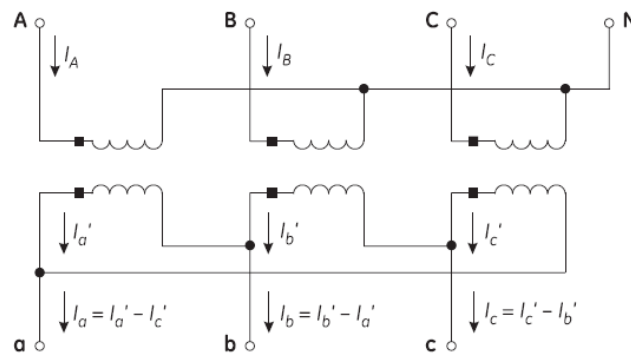 A B C N
I_A I_B I_C
I_a' I_b' I_c'
I_a = I_a' – I_c' I_b = I_b' – I_a' I_c = I_c' – I_b'
a b c